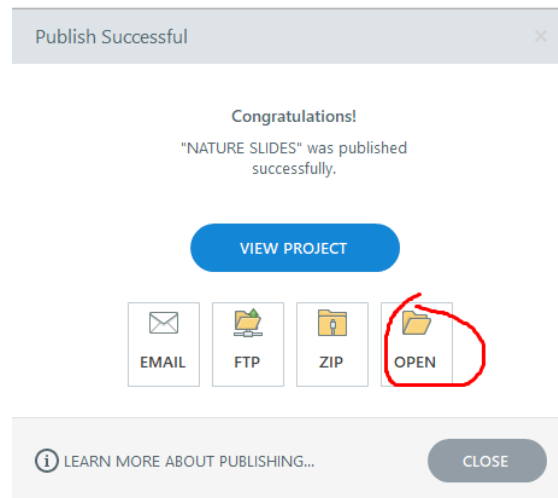 Publish Successful
Congratulations!
"NATURE SLIDES" was published
successfully.
VIEW PROJECT
EMAIL FTP ZIP OPEN
LEARN MORE ABOUT PUBLISHING... CLOSE